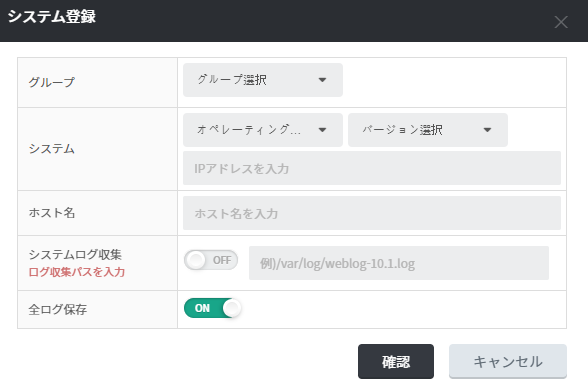 システム登録
グループ
グループ選択
システム
オペレーティング...
バージョン選択
IPアドレスを入力
ホスト名
ホスト名を入力
システムログ収集
ログ収集パスを入力
OFF
例)/var/log/weblog-10.1.log
全ログ保存
ON
確認
キャンセル